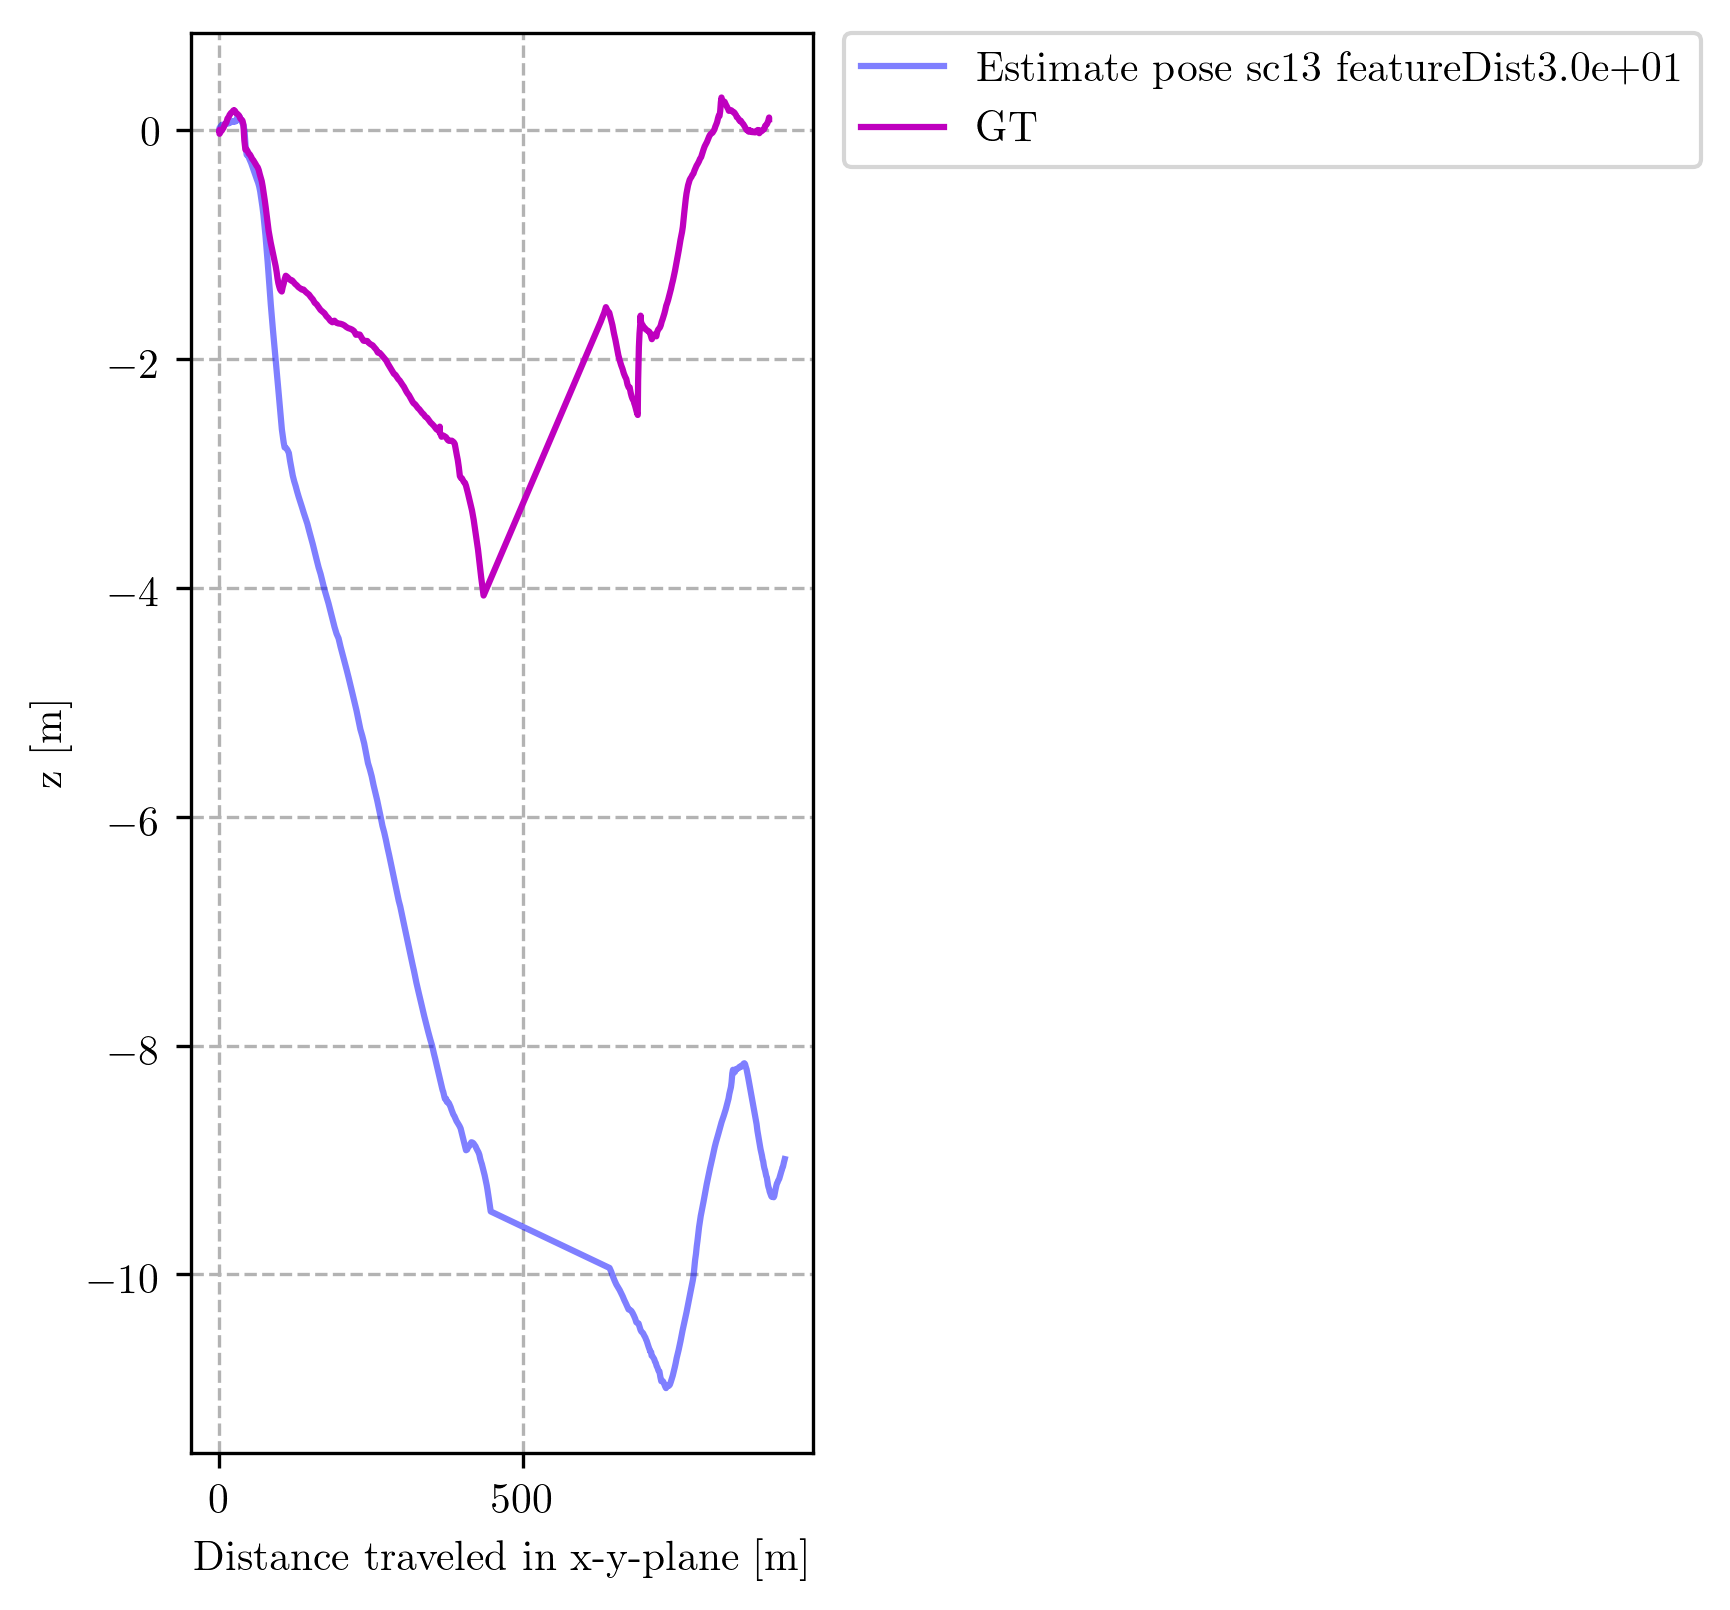 Estimate pose sc13 featureDist3.0e+01
GT
0
−2
−4
−6
−8
−10
z [m]
0 500
Distance traveled in x-y-plane [m]